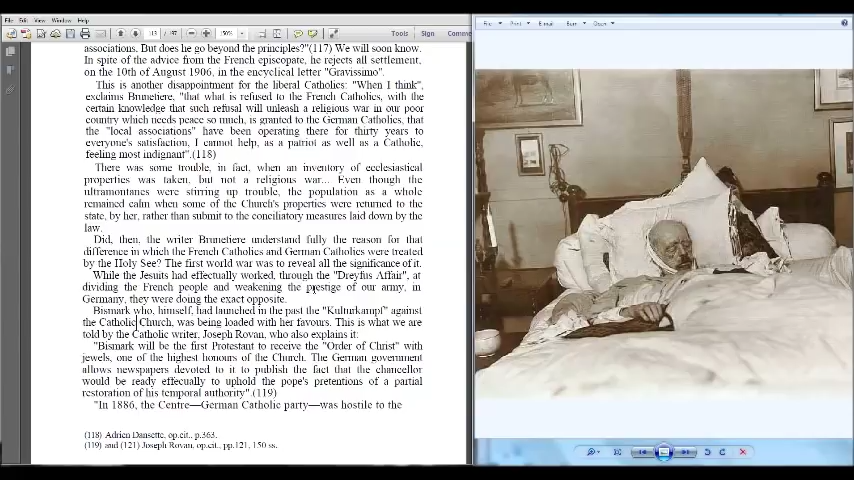 File Edit View Window Help
113 / 97
150%
Tools Sign Comme
associations. But does he go beyond the principles?"(117) We will soon know.
In spite of the advice from the French episcopate, he rejects all settlement,
on the 10th of August 1906, in the encyclical letter "Gravissimo".
This is another disappointment for the liberal Catholics: "When I think",
exclaims Brunetiere, "that what is refused to the French Catholics, with the
certain knowledge that such refusal will unleash a religious war in our poor
country which needs peace so much, is granted to the German Catholics, that
the "local associations" have been operating there for thirty years to
everyone's satisfaction, I cannot help, as a patriot as well as a Catholic,
feeling most indignant".(118)
There was some trouble, in fact, when an inventory of ecclesiastical
properties was taken, but not a religious war... Even though the
ultramontanes were stirring up trouble, the population as a whole
remained calm when some of the Church's properties were returned to the
state, by her, rather than submit to the conciliatory measures laid down by the
law.
Did, then, the writer Brunetiere understand fully the reason for that
difference in which the French Catholics and German Catholics were treated
by the Holy See? The first world war was to reveal all the significance of it.
While the Jesuits had effectually worked, through the "Dreyfus Affair", at
dividing the French people and weakening the prestige of our army, in
Germany, they were doing the exact opposite.
Bismark who, himself, had launched in the past the "Kulturkampf" against
the Catholic Church, was being loaded with her favours. This is what we are
told by the Catholic writer, Joseph Rovan, who also explains it:
"Bismark will be the first Protestant to receive the "Order of Christ" with
jewels, one of the highest honours of the Church. The German government
allows newspapers devoted to it to publish the fact that the chancellor
would be ready effecually to uphold the pope's pretentions of a partial
restoration of his temporal authority".(119)
"In 1886, the Centre—German Catholic party—was hostile to the
(118) Adrien Dansette, op.cit., p.363.
(119) and (121) Joseph Rovan, op.cit., pp.121, 150 ss.
File Print E-mail Burn Open